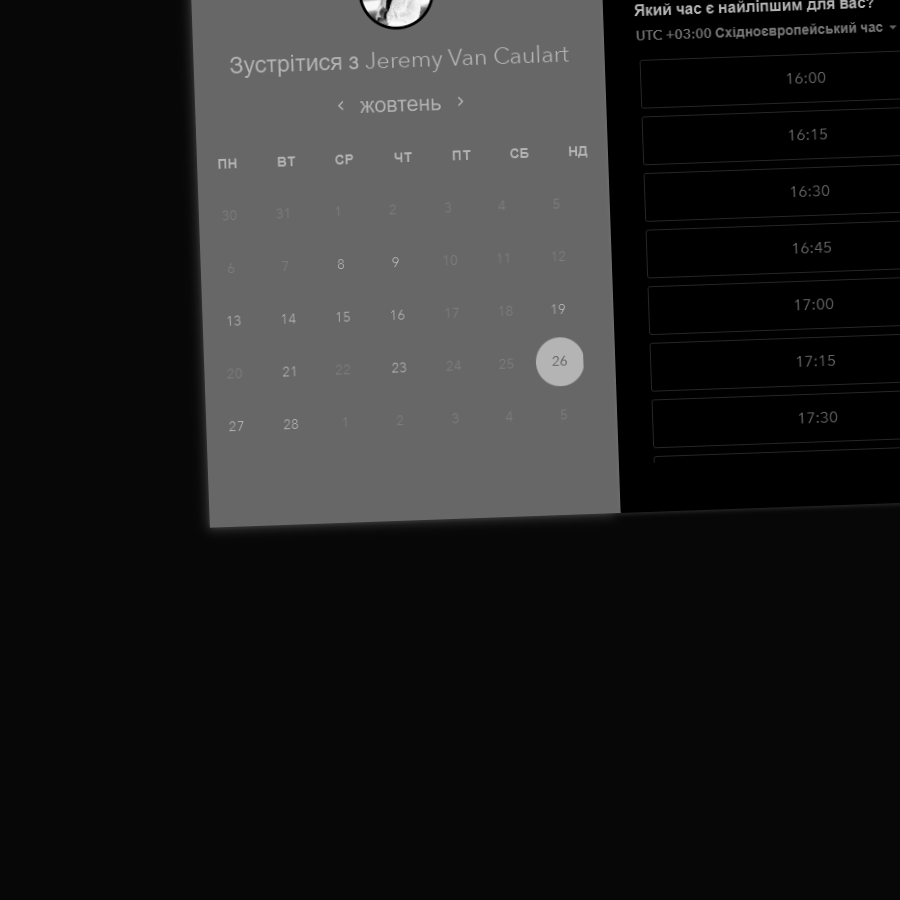 Зустрітися з Jeremy Van Caulart
‹ жовтень ›
ПН ВТ СР ЧТ ПТ СБ НД
30 31 1 2 3 4 5
6 7 8 9 10 11 12
13 14 15 16 17 18 19
20 21 22 23 24 25 26
27 28 1 2 3 4 5
Який час є найліпшим для вас?
UTC +03:00 Східноєвропейський час
16:00
16:15
16:30
16:45
17:00
17:15
17:30